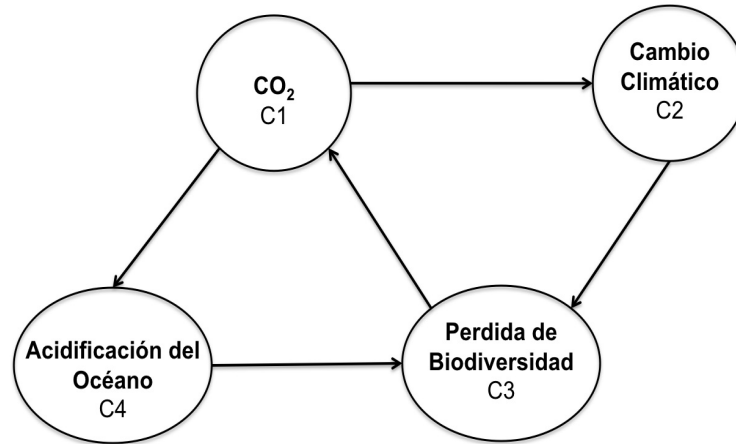 CO₂
C1
Cambio
Climático
C2
Acidificación del
Océano
C4
Perdida de
Biodiversidad
C3